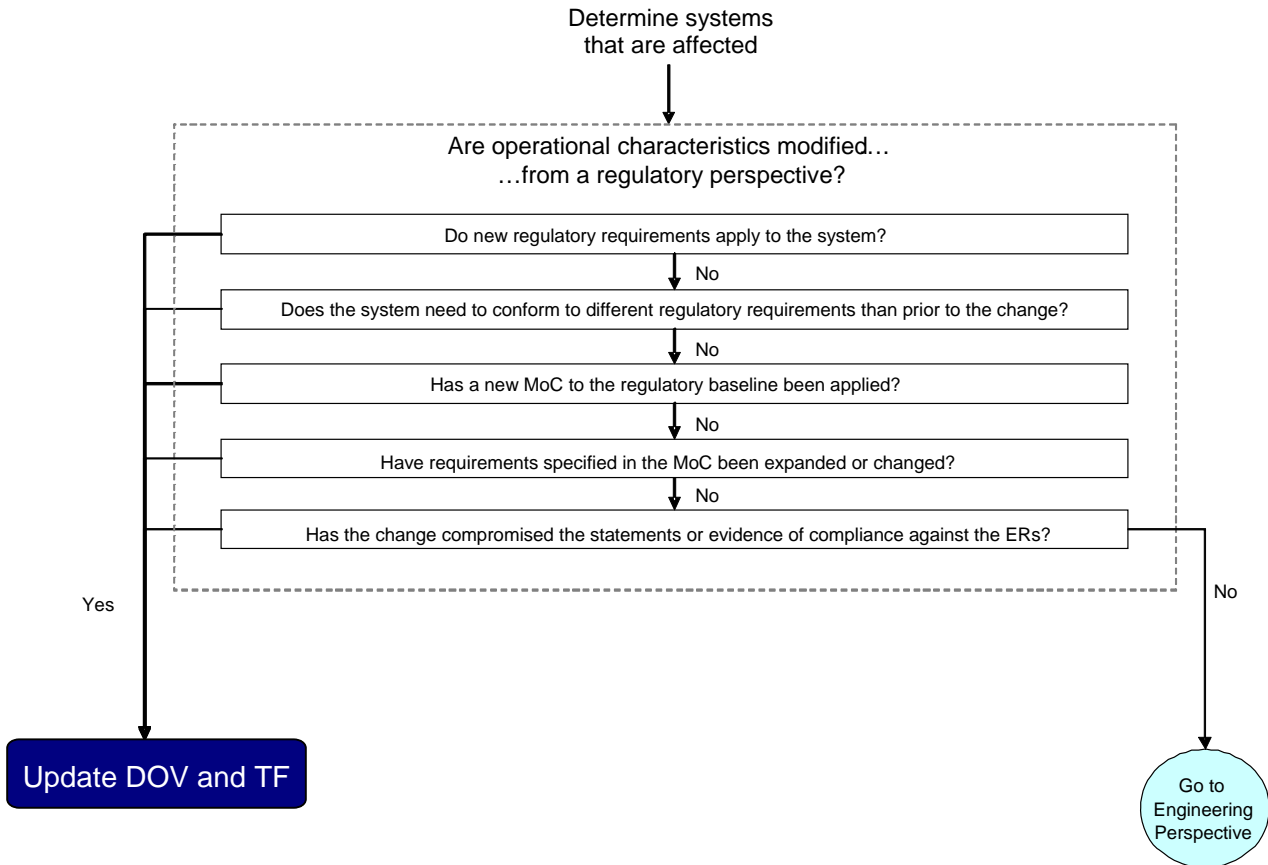 Determine systems
that are affected
Are operational characteristics modified…
…from a regulatory perspective?
Do new regulatory requirements apply to the system?
No
Does the system need to conform to different regulatory requirements than prior to the change?
No
Has a new MoC to the regulatory baseline been applied?
No
Have requirements specified in the MoC been expanded or changed?
No
Has the change compromised the statements or evidence of compliance against the ERs?
Yes
No
Update DOV and TF
Go to
Engineering
Perspective